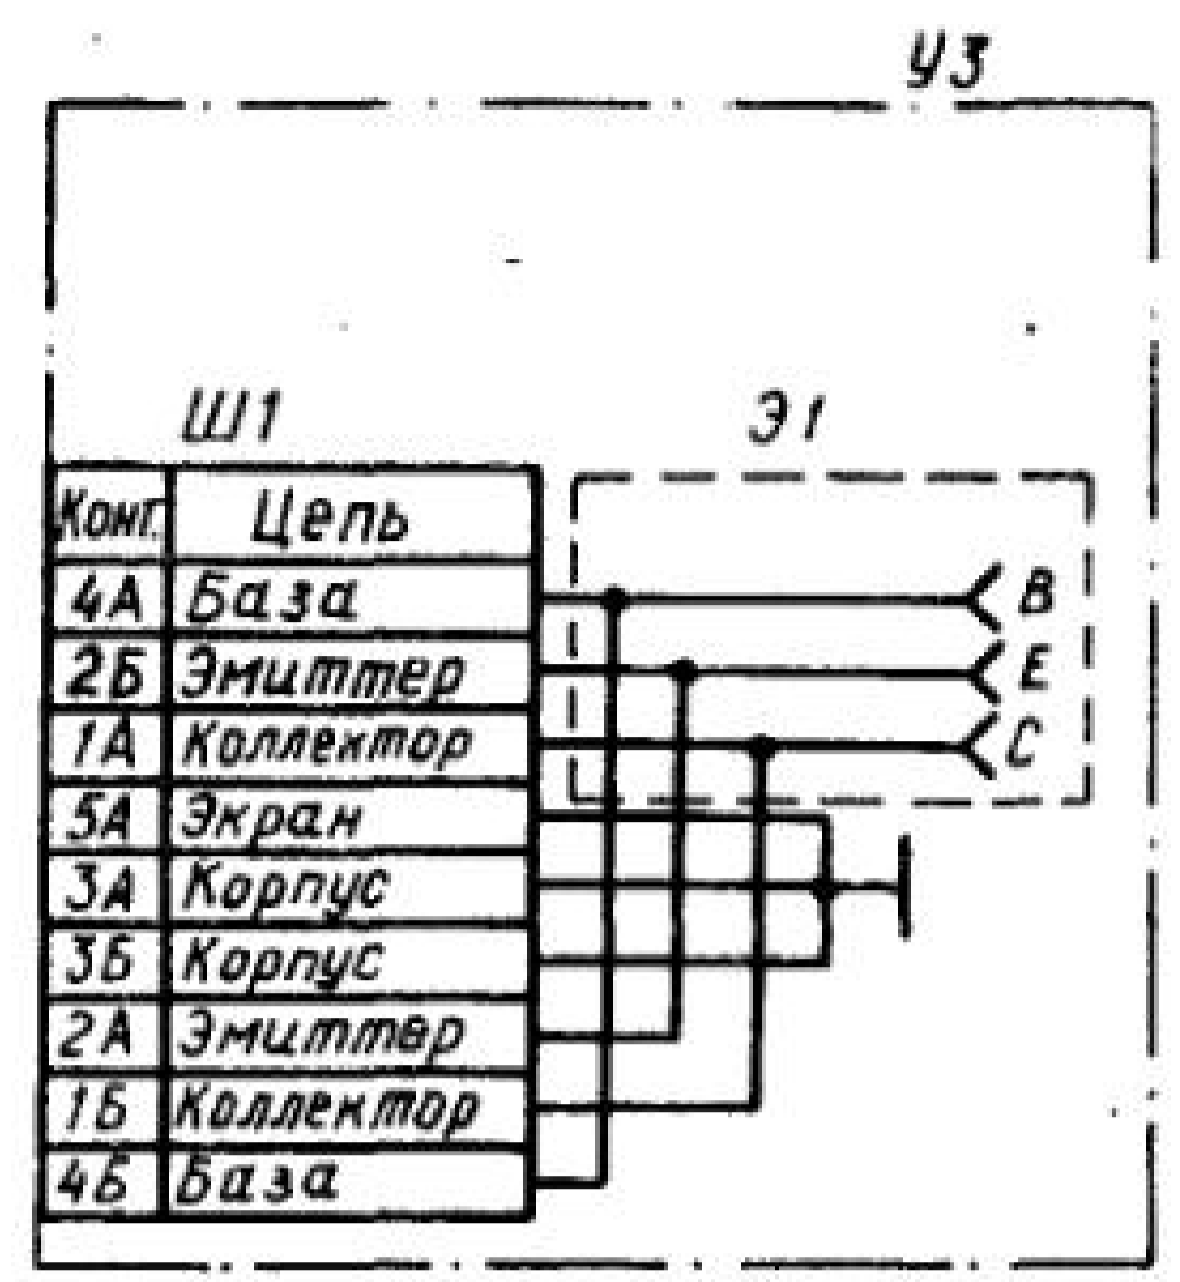 У3
Ш1
Э1
Конт. Цепь
4А База
В
2Б Эмиттер
Е
1А Коллектор
С
5А Экран
3А Корпус
3Б Корпус
2А Эмиттер
1Б Коллектор
4Б База